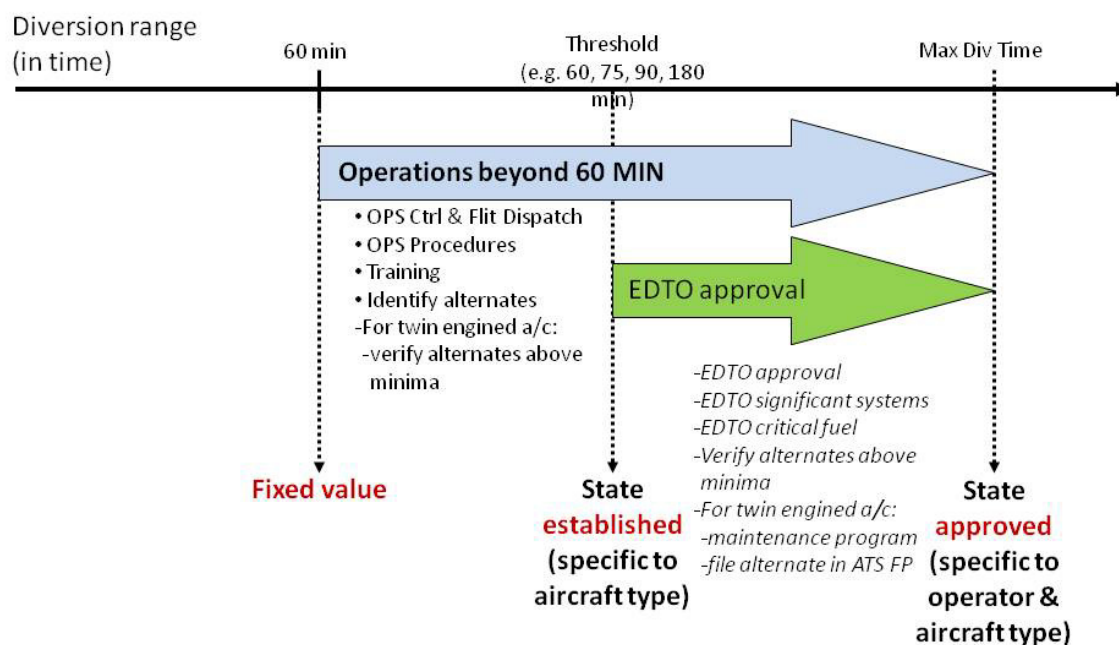 Diversion range
(in time)
60 min
Threshold
(e.g. 60, 75, 90, 180
min)
Max Div Time
Operations beyond 60 MIN
• OPS Ctrl & Flit Dispatch
• OPS Procedures
• Training
• Identify alternates
-For twin engined a/c:
-verify alternates above
minima
EDTO approval
-EDTO approval
-EDTO significant systems
-EDTO critical fuel
-Verify alternates above
minima
-For twin engined a/c:
-maintenance program
-file alternate in ATS FP
Fixed value
State
established
(specific to
aircraft type)
State
approved
(specific to
operator &
aircraft type)